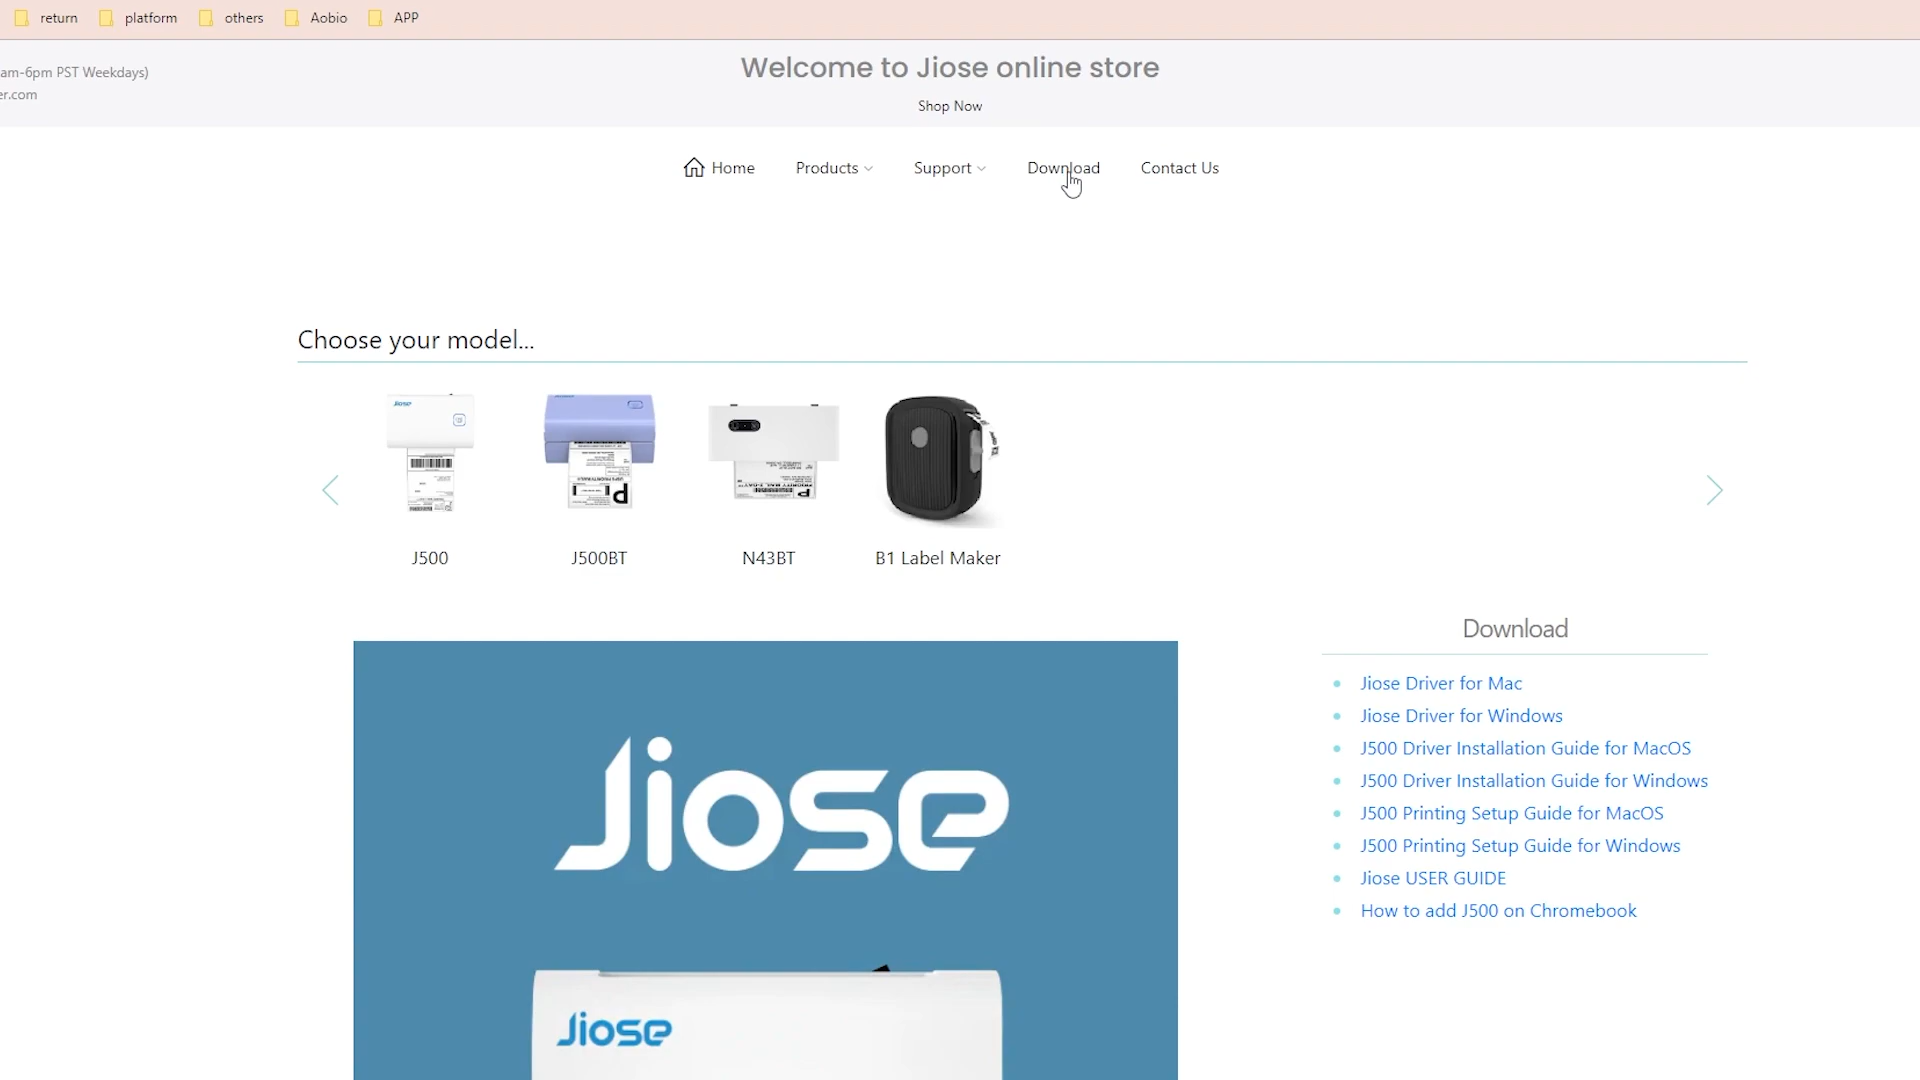 return platform others Aobio APP
am-6pm PST Weekdays)
er.com
Welcome to Jiose online store
Shop Now
Home Products Support Download Contact Us
Choose your model...
Jiose
P
P
J500 J500BT N43BT B1 Label Maker
Download
Jiose Driver for Mac
Jiose Driver for Windows
J500 Driver Installation Guide for MacOS
J500 Driver Installation Guide for Windows
J500 Printing Setup Guide for MacOS
J500 Printing Setup Guide for Windows
Jiose USER GUIDE
How to add J500 on Chromebook
Jiose
Jiose